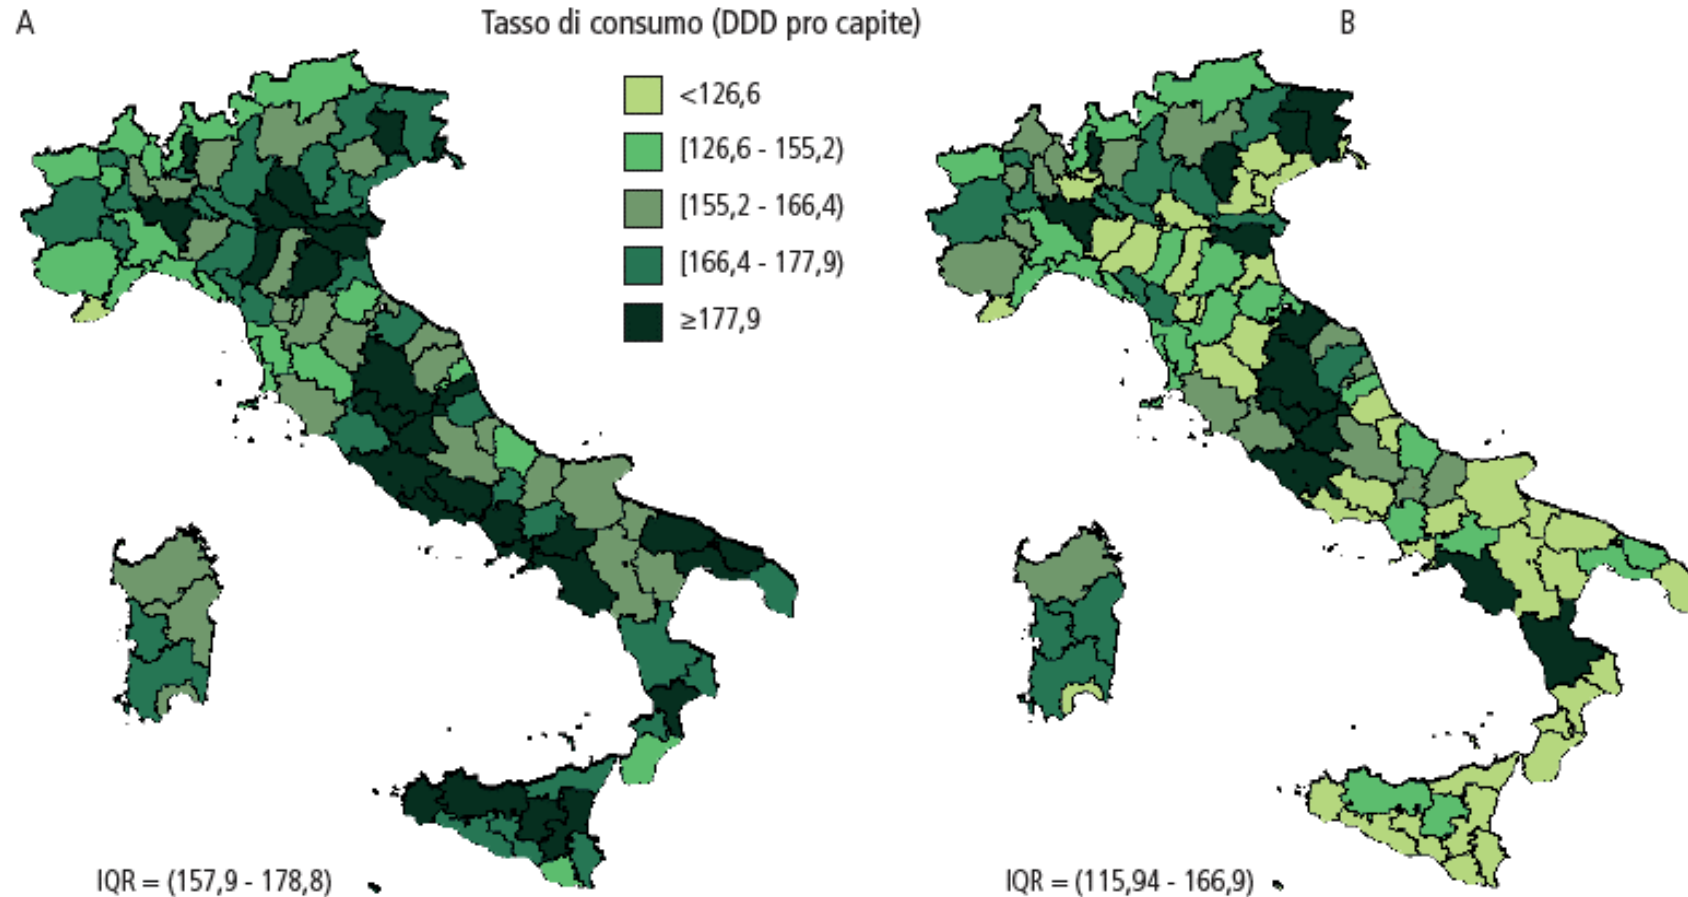 A
Tasso di consumo (DDD pro capite)
B
<126,6
[126,6 - 155,2)
[155,2 - 166,4)
[166,4 - 177,9)
≥177,9
IQR = (157,9 - 178,8)
IQR = (115,94 - 166,9)